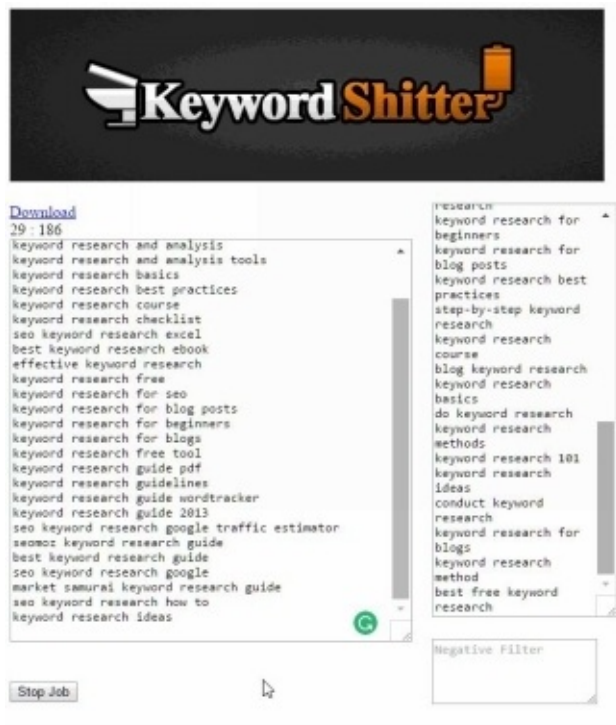 Keyword Shitter
Download
29 : 186
keyword research and analysis
keyword research and analysis tools
keyword research basics
keyword research best practices
keyword research course
keyword research checklist
seo keyword research excel
best keyword research ebook
effective keyword research
keyword research free
keyword research for seo
keyword research for blog posts
keyword research for beginners
keyword research for blogs
keyword research free tool
keyword research guide pdf
keyword research guidelines
keyword research guide wordtracker
keyword research guide 2013
seo keyword research google traffic estimator
seomoz keyword research guide
best keyword research guide
seo keyword research google
market samurai keyword research guide
seo keyword research how to
keyword research ideas
Stop Job
research
keyword research for
beginners
keyword research for
blog posts
keyword research best
practices
step-by-step keyword
research
keyword research
course
blog keyword research
keyword research
basics
do keyword research
keyword research
methods
keyword research 101
keyword research
ideas
conduct keyword
research
keyword research for
blogs
keyword research
method
best free keyword
research
Negative Filter